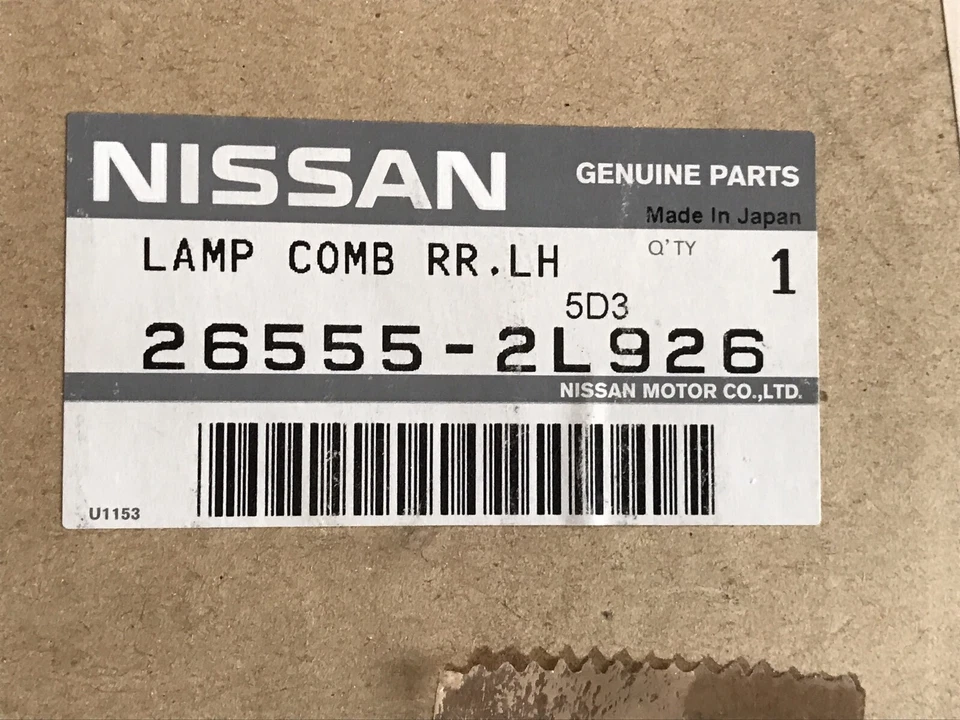 NISSAN
GENUINE PARTS
Made In Japan
LAMP COMB RR.LH
Q'TY
1
5D3
26555-2L926
NISSAN MOTOR CO.,LTD.
U1153